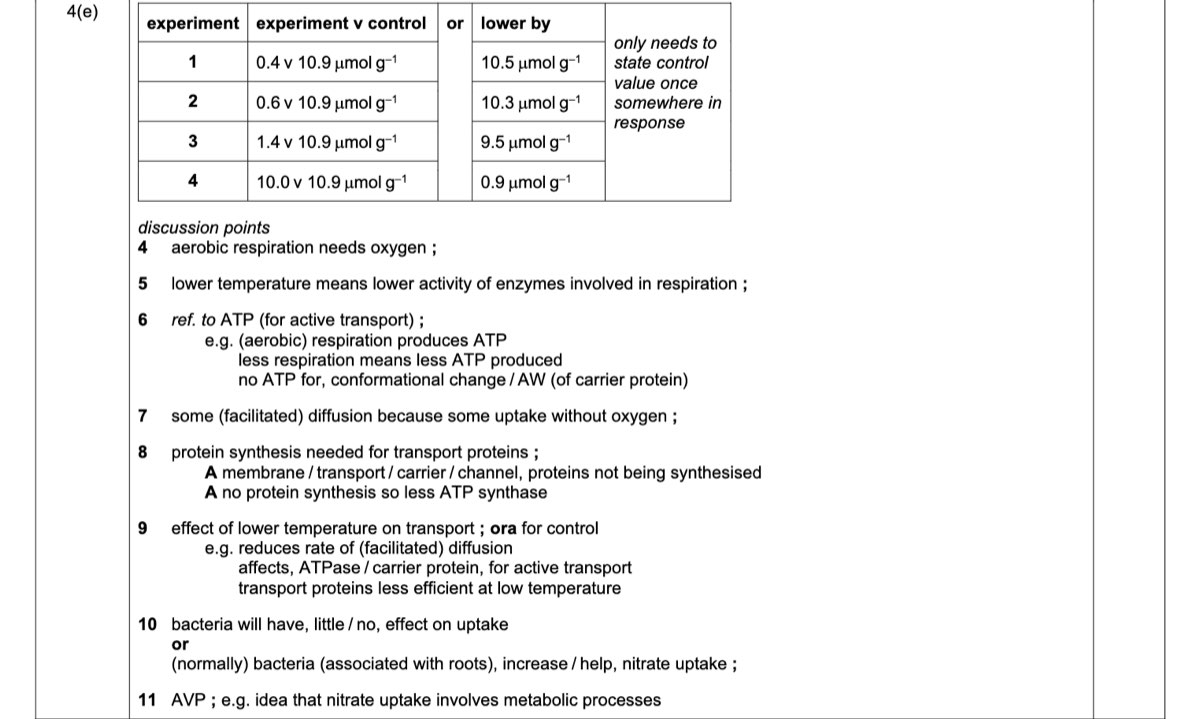 4(e)
experiment experiment v control or lower by
only needs to
state control
value once
somewhere in
response
1 0.4 v 10.9 μmol g⁻¹ 10.5 μmol g⁻¹
2 0.6 v 10.9 μmol g⁻¹ 10.3 μmol g⁻¹
3 1.4 v 10.9 μmol g⁻¹ 9.5 μmol g⁻¹
4 10.0 v 10.9 μmol g⁻¹ 0.9 μmol g⁻¹
discussion points
4 aerobic respiration needs oxygen ;
5 lower temperature means lower activity of enzymes involved in respiration ;
6 ref. to ATP (for active transport) ;
e.g. (aerobic) respiration produces ATP
less respiration means less ATP produced
no ATP for, conformational change / AW (of carrier protein)
7 some (facilitated) diffusion because some uptake without oxygen ;
8 protein synthesis needed for transport proteins ;
A membrane / transport / carrier / channel, proteins not being synthesised
A no protein synthesis so less ATP synthase
9 effect of lower temperature on transport ; ora for control
e.g. reduces rate of (facilitated) diffusion
affects, ATPase / carrier protein, for active transport
transport proteins less efficient at low temperature
10 bacteria will have, little / no, effect on uptake
or
(normally) bacteria (associated with roots), increase / help, nitrate uptake ;
11 AVP ; e.g. idea that nitrate uptake involves metabolic processes